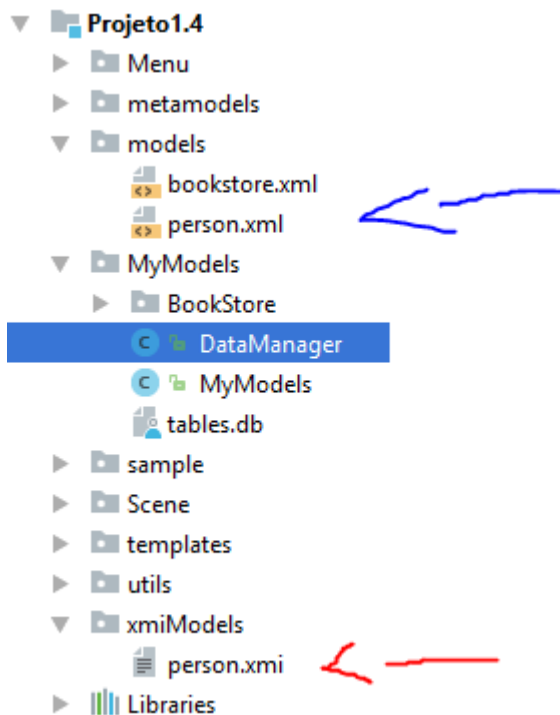 Projeto1.4
Menu
metamodels
models
bookstore.xml
person.xml
MyModels
BookStore
C DataManager
C MyModels
tables.db
sample
Scene
templates
utils
xmiModels
person.xmi
Libraries